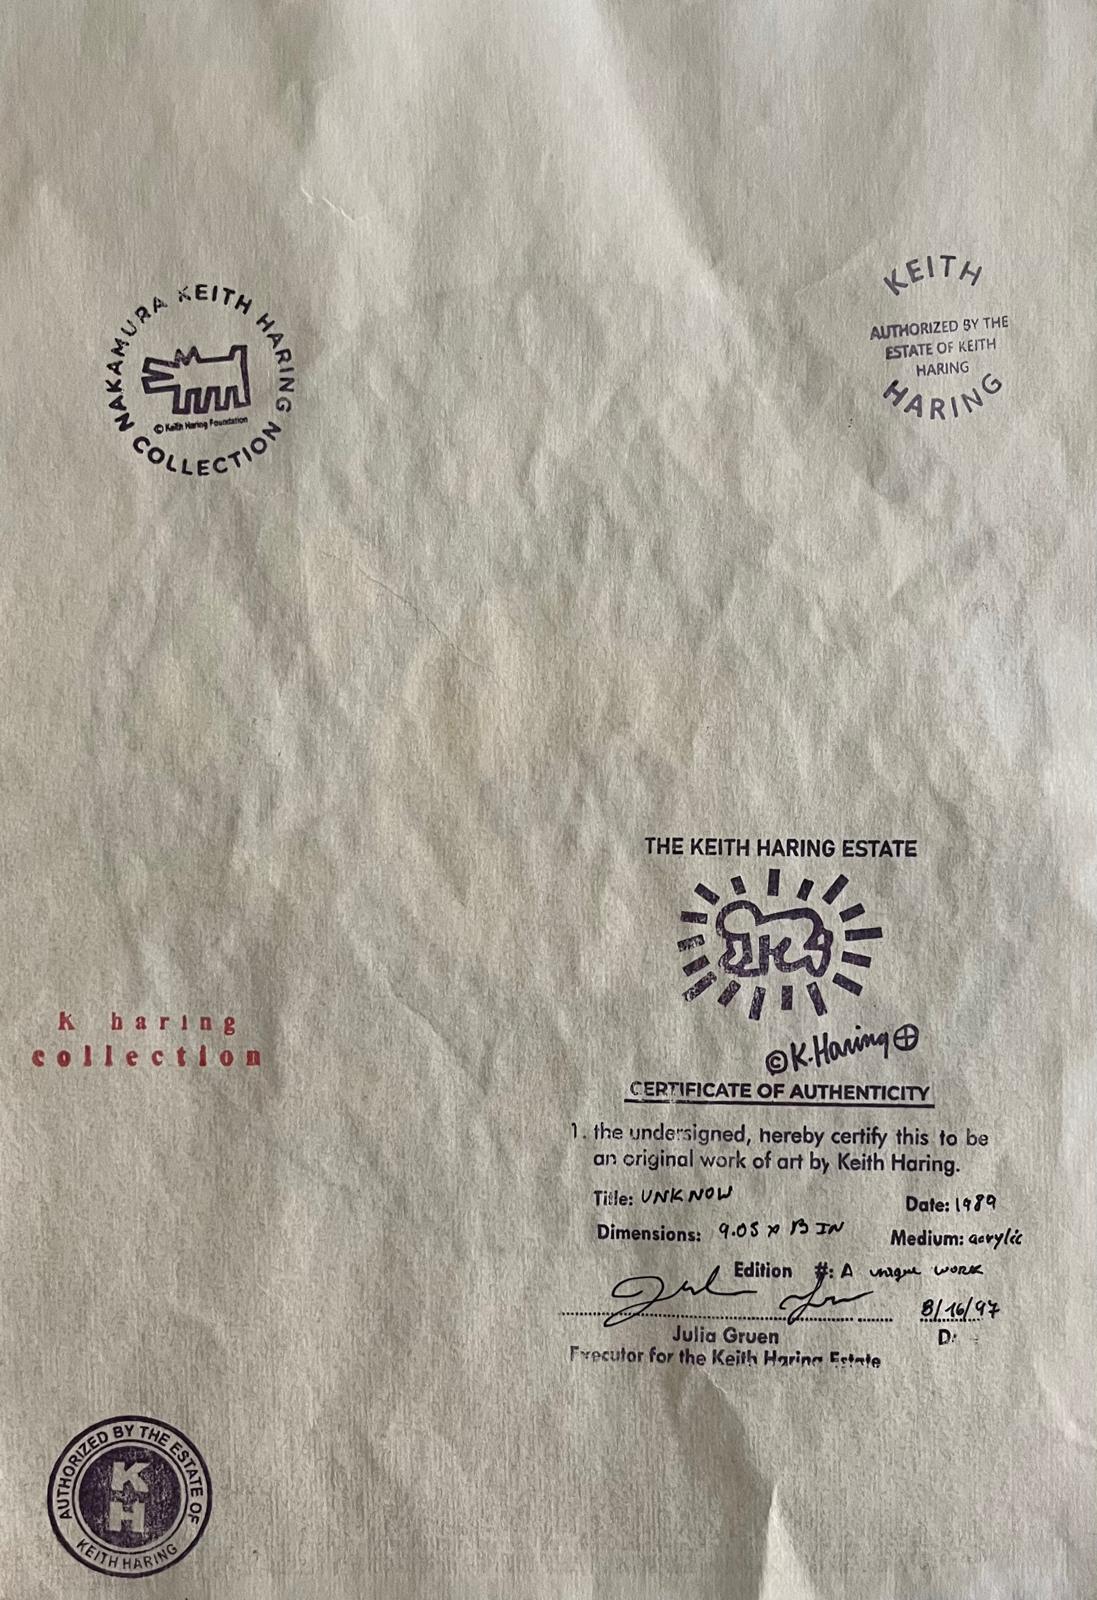 NAKAMURA KEITH HARING COLLECTION
© Keith Haring Foundation
KEITH
AUTHORIZED BY THE
ESTATE OF KEITH
HARING
HARING
THE KEITH HARING ESTATE
© K. Haring
CERTIFICATE OF AUTHENTICITY
1. the undersigned, hereby certify this to be
an original work of art by Keith Haring.
Title: UNKNOW
Date: 1989
Dimensions: 9.05 x 13 IN
Medium: acrylic
Edition #: A unique work
8/16/97
Julia Gruen
D:
Executor for the Keith Haring Estate
k haring
collection
AUTHORIZED BY THE ESTATE OF
KH
KEITH HARING